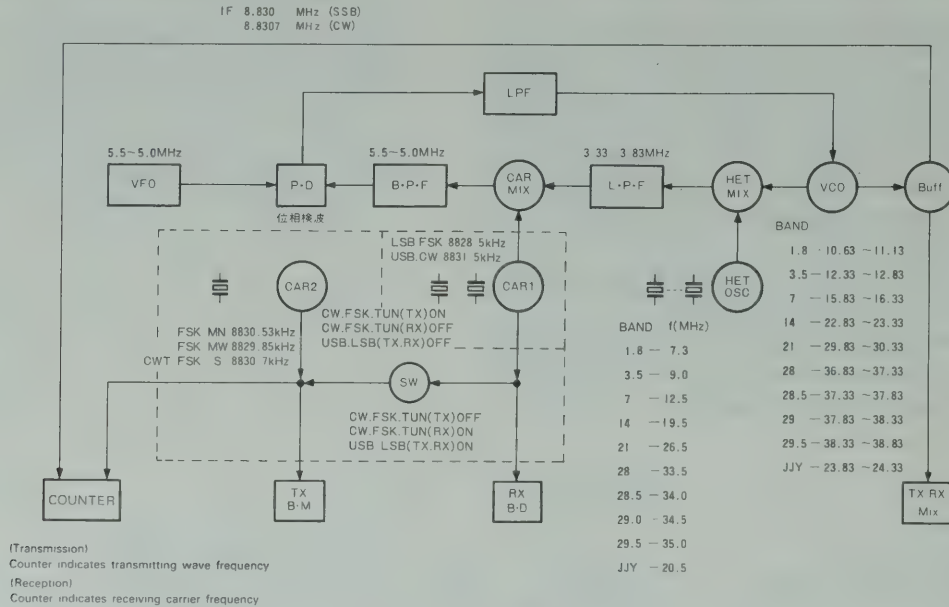 IF 8.830 MHz (SSB)
8.8307 MHz (CW)
LPF
5.5~5.0MHz
VFO
P·D
位相検波
5.5~5.0MHz
B·P·F
CAR MIX
3.33 3.83MHz
L·P·F
HET MIX
VCO
Buff
LSB.FSK 8828 5kHz
USB.CW 8831 5kHz
CAR2
CAR1
HET OSC
CW.FSK.TUN(TX)ON
CW.FSK.TUN(RX)OFF
USB.LSB(TX.RX)OFF
FSK MN 8830.53kHz
FSK MW 8829.85kHz
CWT FSK S 8830 7kHz
SW
CW.FSK.TUN(TX)OFF
CW.FSK.TUN(RX)ON
USB LSB(TX.RX)ON
BAND f(MHz)
1.8 — 7.3
3.5 — 9.0
7 — 12.5
14 — 19.5
21 — 26.5
28 — 33.5
28.5 — 34.0
29.0 — 34.5
29.5 — 35.0
JJY — 20.5
BAND
1.8 · 10.63 ~ 11.13
3.5 — 12.33 ~ 12.83
7 — 15.83 ~ 16.33
14 — 22.83 ~ 23.33
21 — 29.83 ~ 30.33
28 — 36.83 ~ 37.33
28.5 — 37.33 ~ 37.83
29 — 37.83 ~ 38.33
29.5 — 38.33 ~ 38.83
JJY — 23.83 ~ 24.33
COUNTER
TX
B·M
RX
B·D
TX RX
Mix
(Transmission)
Counter indicates transmitting wave frequency
(Reception)
Counter indicates receiving carrier frequency